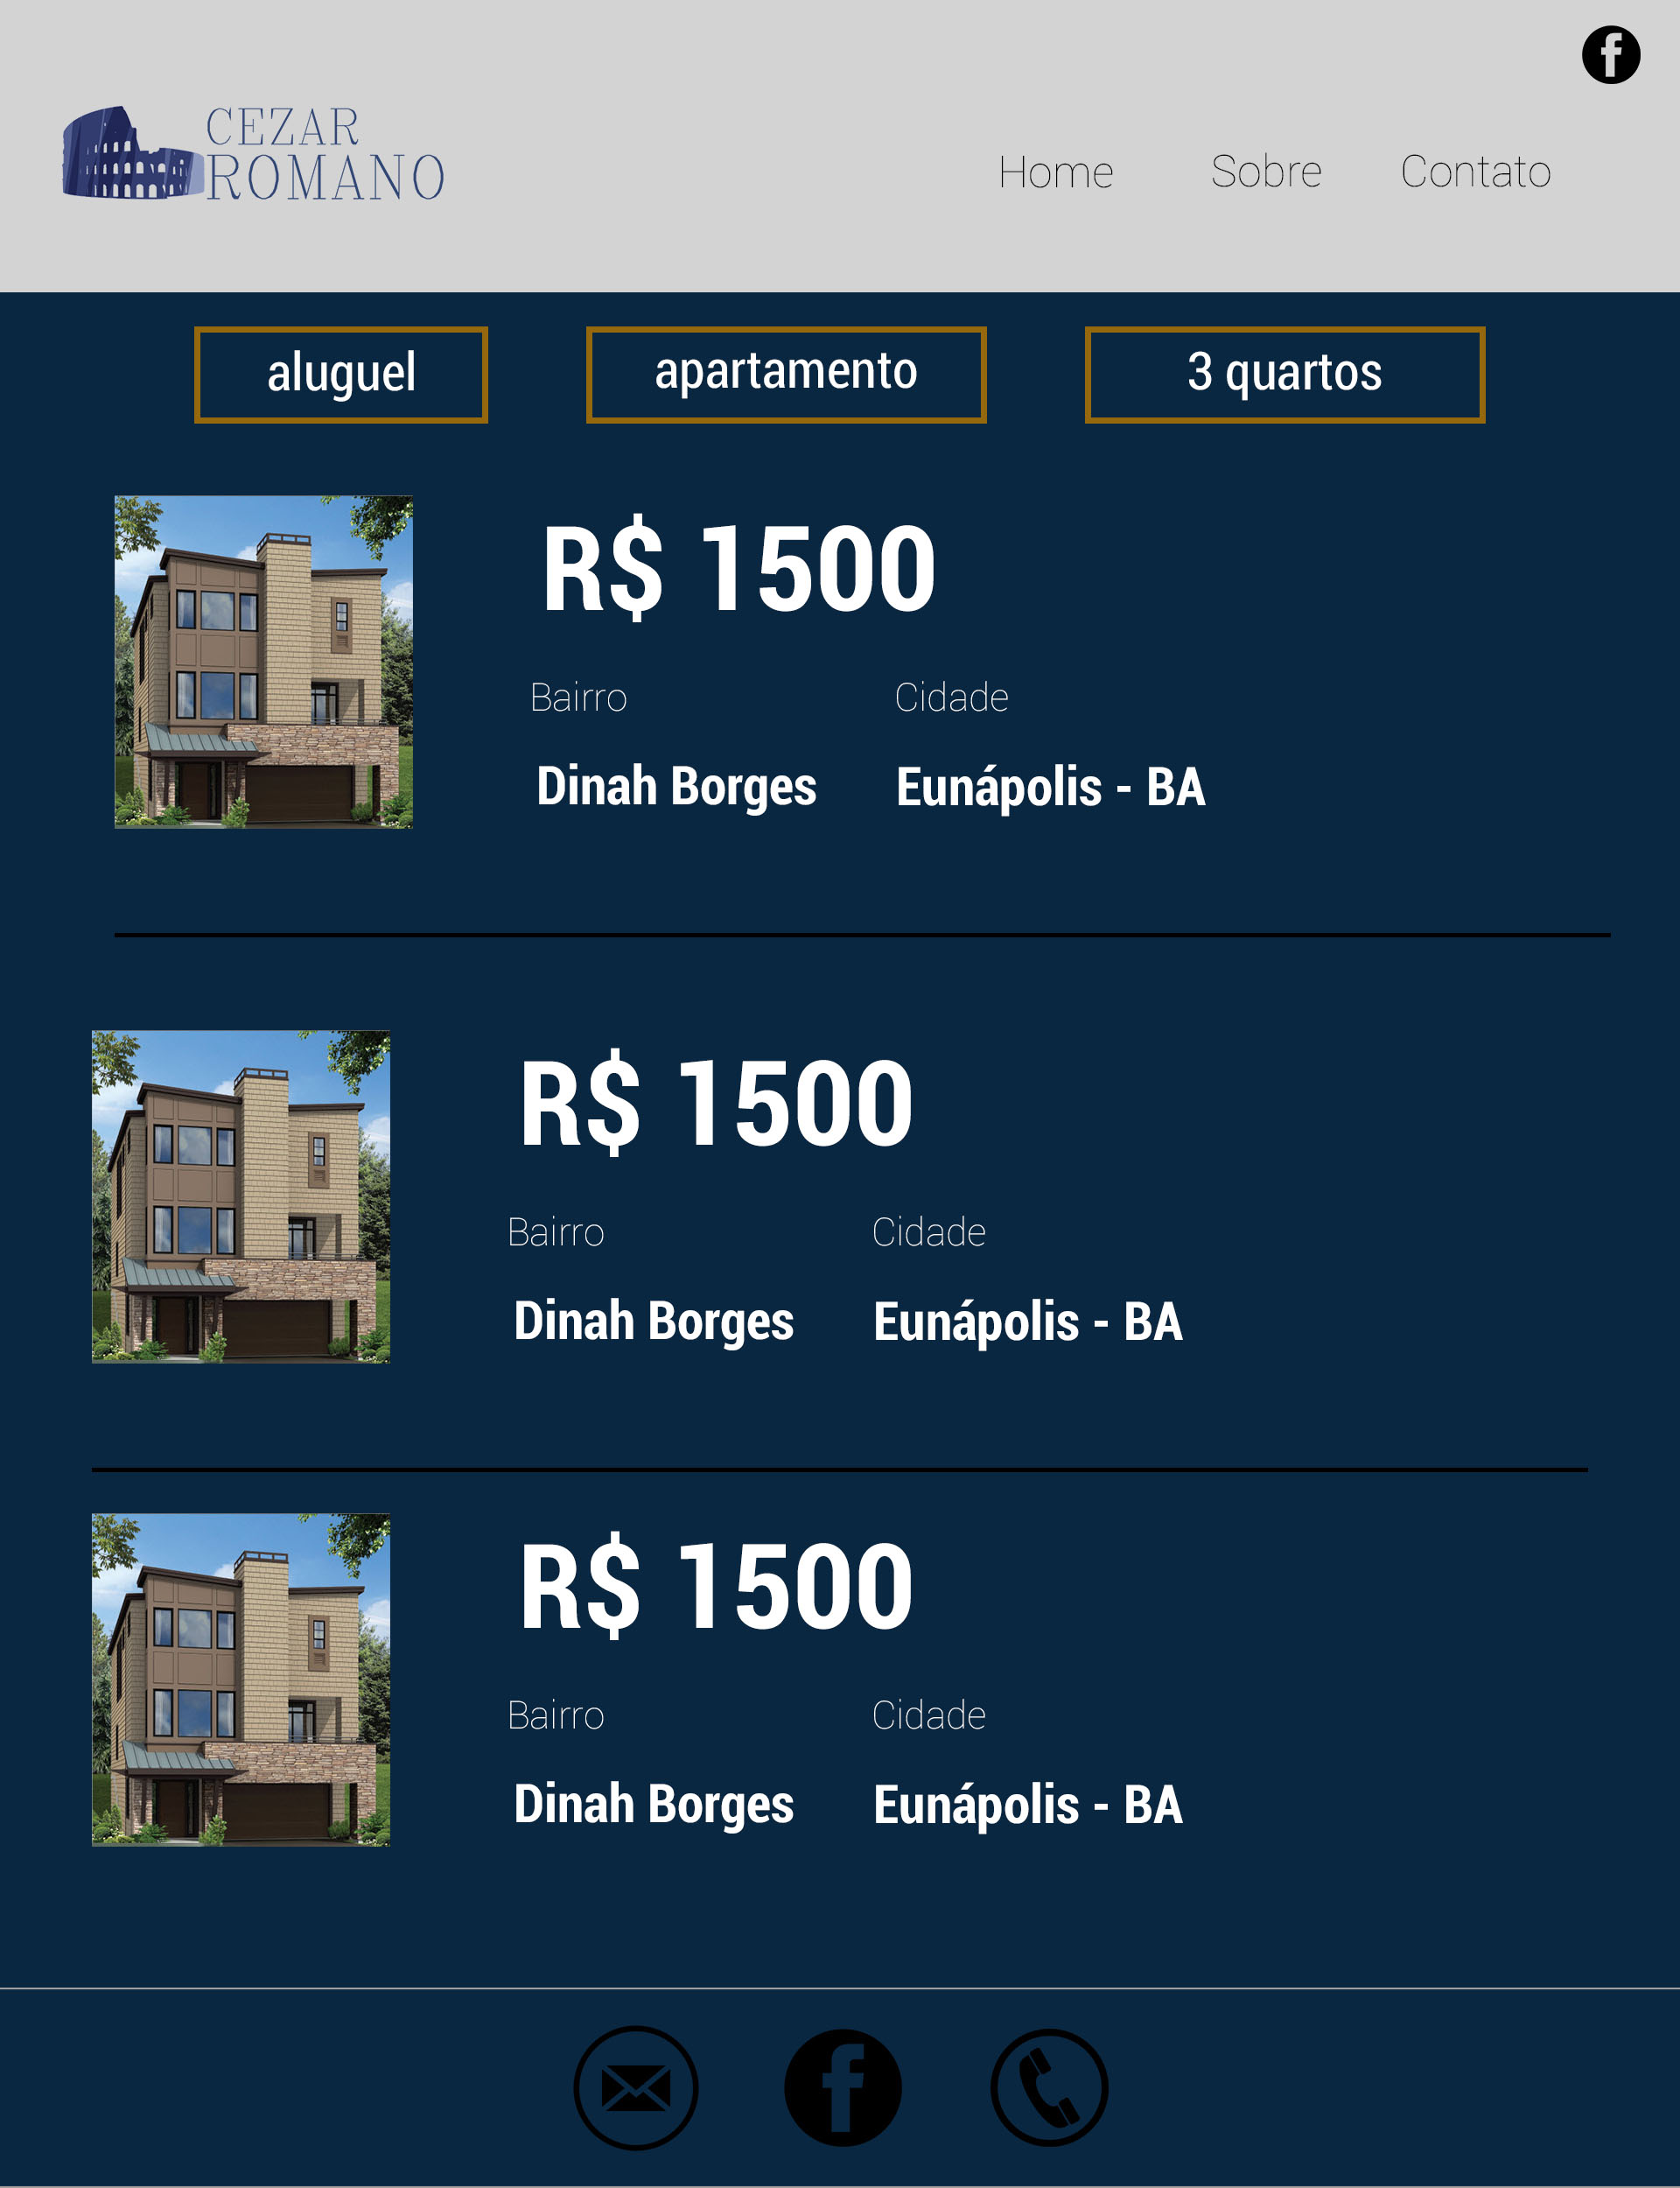 CEZAR
ROMANO
Home Sobre Contato
aluguel apartamento 3 quartos
R$ 1500
Bairro Cidade
Dinah Borges Eunápolis - BA
R$ 1500
Bairro Cidade
Dinah Borges Eunápolis - BA
R$ 1500
Bairro Cidade
Dinah Borges Eunápolis - BA